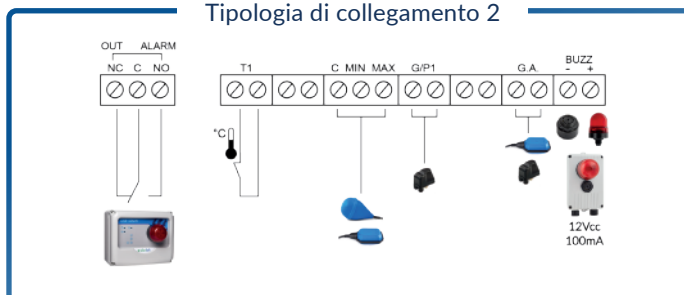 Tipologia di collegamento 2
OUT ALARM
NC C NO
T1
C MIN MAX
G/P1
G.A.
BUZZ
- +
°C
12Vcc
100mA